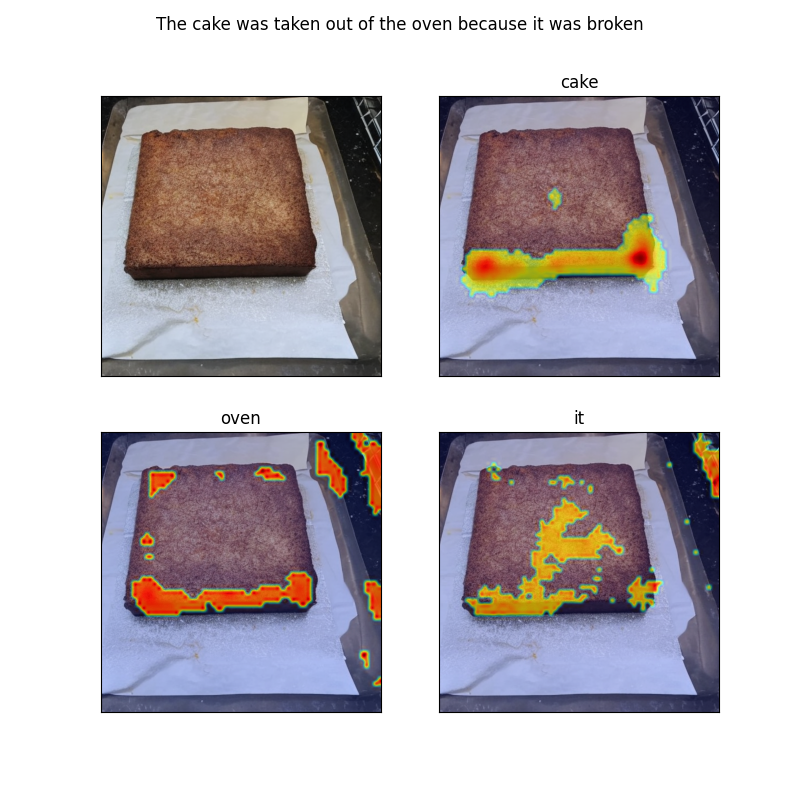 The cake was taken out of the oven because it was broken
cake
oven
it